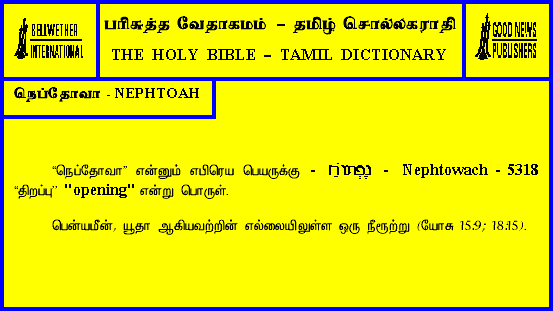 BELLWETHER
INTERNATIONAL
பரிசுத்த வேதாகமம் – தமிழ் சொல்லகராதி
THE HOLY BIBLE – TAMIL DICTIONARY
GOOD NEWS
PUBLISHERS
நெப்தோவா - NEPHTOAH
“நெப்தோவா” என்னும் எபிரெய பெயருக்கு - - Nephtowach - 5318
“திறப்பு” "opening" என்று பொருள்.
பென்யமீன், யூதா ஆகியவற்றின் எல்லையிலுள்ள ஒரு நீரூற்று (யோசு 15:9; 18:15).